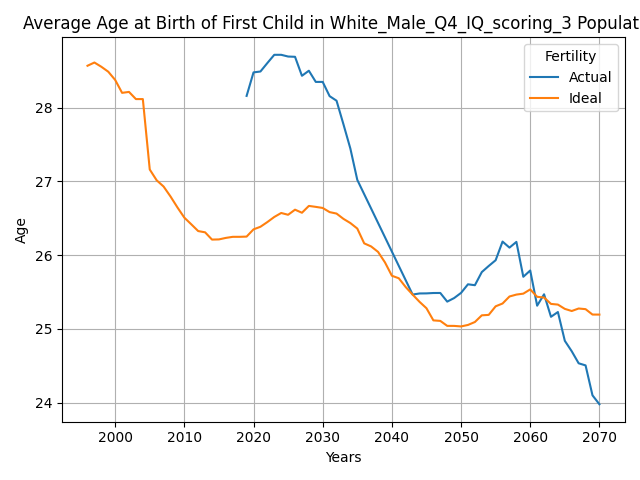 Average Age at Birth of First Child in White_Male_Q4_IQ_scoring_3 Populat
Fertility
Actual
Ideal
Age
28
27
26
25
24
2000 2010 2020 2030 2040 2050 2060 2070
Years